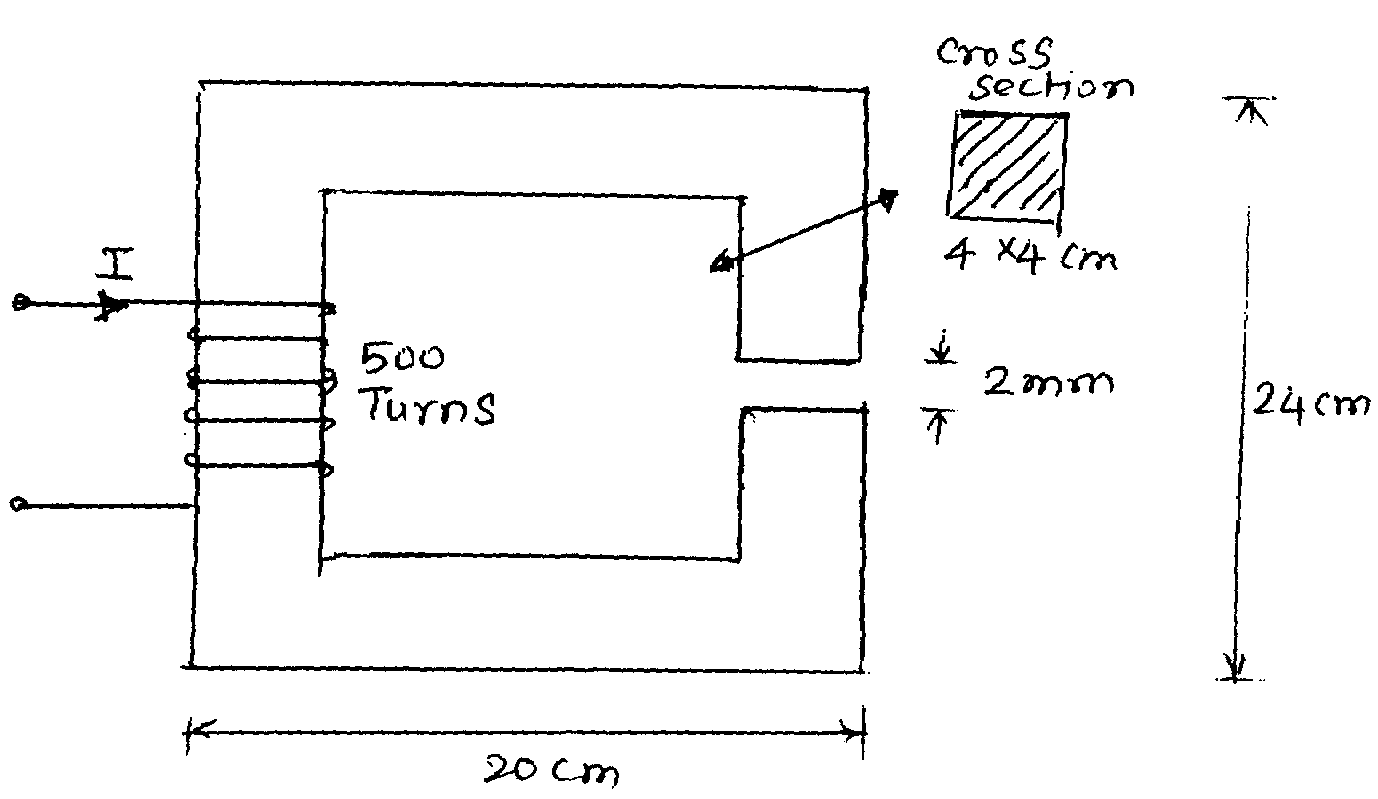 cross
section
4 x4 cm
I
500
Turns
2mm
24cm
20 cm